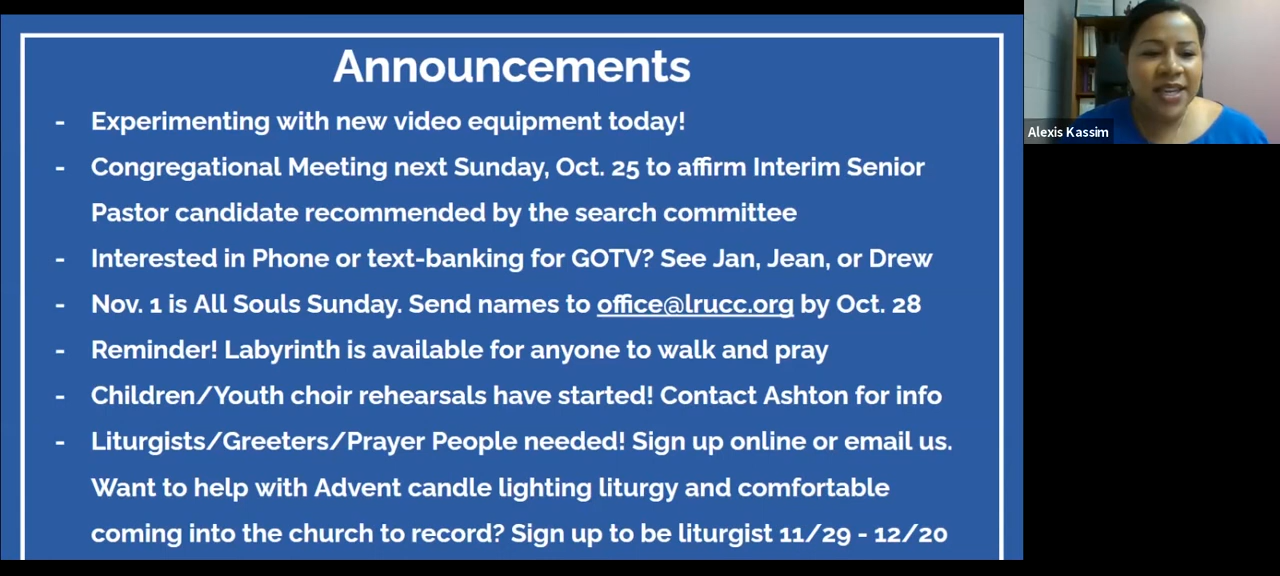 Announcements
- Experimenting with new video equipment today!
- Congregational Meeting next Sunday, Oct. 25 to affirm Interim Senior
Pastor candidate recommended by the search committee
- Interested in Phone or text-banking for GOTV? See Jan, Jean, or Drew
- Nov. 1 is All Souls Sunday. Send names to office@lrucc.org by Oct. 28
- Reminder! Labyrinth is available for anyone to walk and pray
- Children/Youth choir rehearsals have started! Contact Ashton for info
- Liturgists/Greeters/Prayer People needed! Sign up online or email us.
Want to help with Advent candle lighting liturgy and comfortable
coming into the church to record? Sign up to be liturgist 11/29 - 12/20
Alexis Kassim